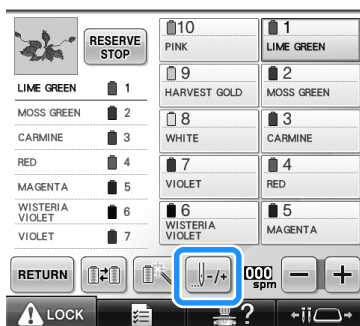 RESERVE
STOP
LIME GREEN 1
MOSS GREEN 2
CARMINE 3
RED 4
MAGENTA 5
WISTERIA
VIOLET 6
VIOLET 7
10
PINK
1
LIME GREEN
9
HARVEST GOLD
2
MOSS GREEN
8
WHITE
3
CARMINE
7
VIOLET
4
RED
6
WISTERIA
VIOLET
5
MAGENTA
RETURN -/+ 000 spm - +
LOCK ?